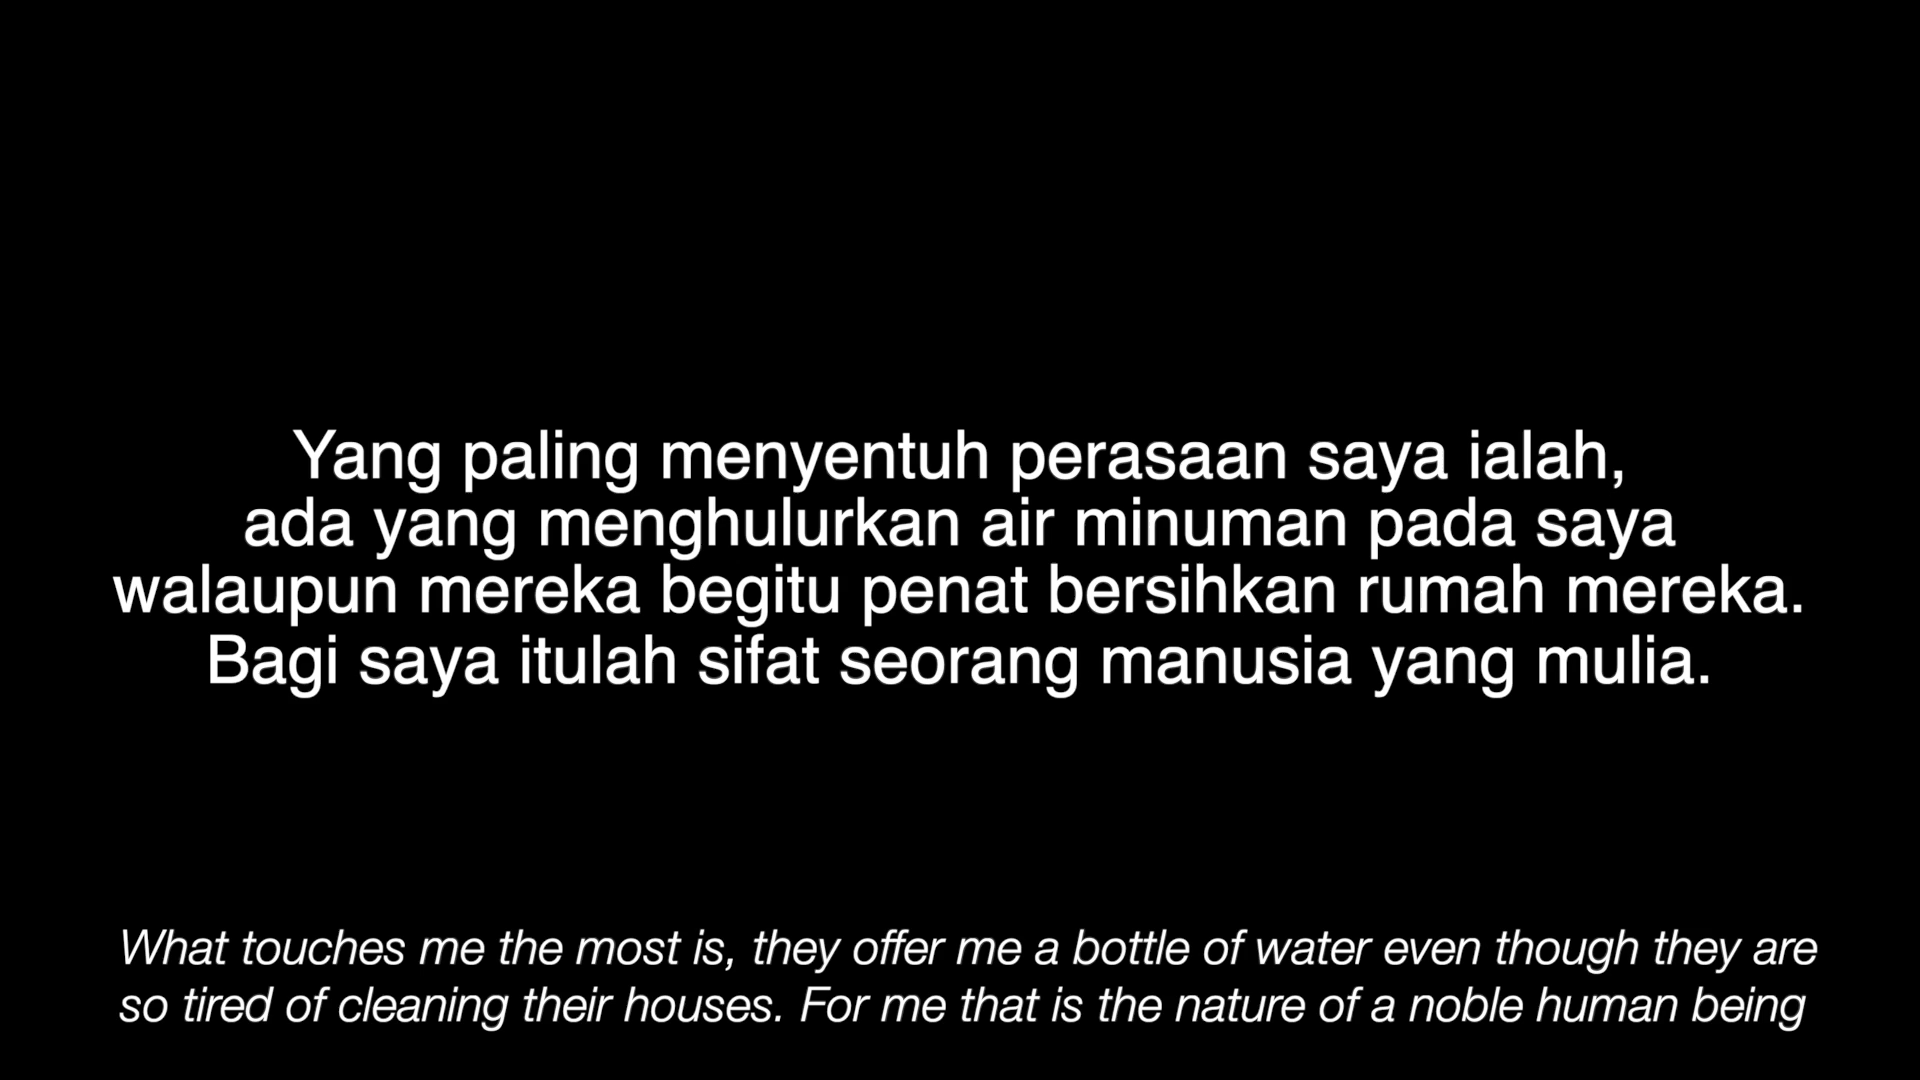 Yang paling menyentuh perasaan saya ialah,
ada yang menghulurkan air minuman pada saya
walaupun mereka begitu penat bersihkan rumah mereka.
Bagi saya itulah sifat seorang manusia yang mulia.
What touches me the most is, they offer me a bottle of water even though they are
so tired of cleaning their houses. For me that is the nature of a noble human being